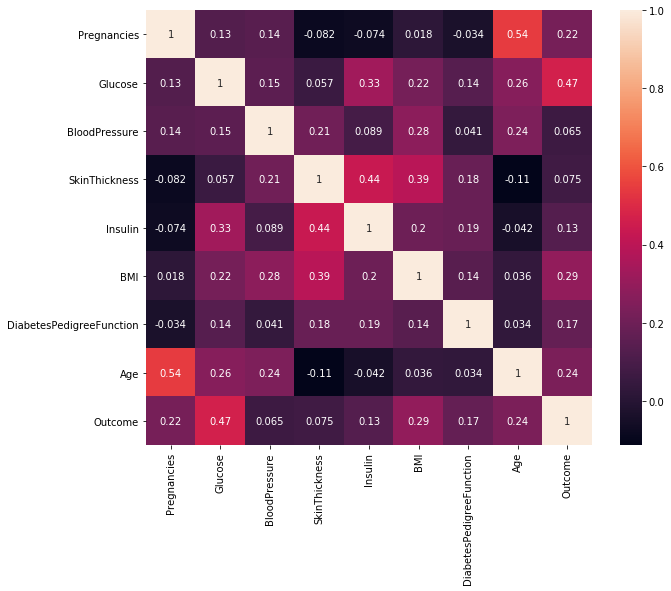 Pregnancies 1 0.13 0.14 -0.082 -0.074 0.018 -0.034 0.54 0.22
Glucose 0.13 1 0.15 0.057 0.33 0.22 0.14 0.26 0.47
BloodPressure 0.14 0.15 1 0.21 0.089 0.28 0.041 0.24 0.065
SkinThickness -0.082 0.057 0.21 1 0.44 0.39 0.18 -0.11 0.075
Insulin -0.074 0.33 0.089 0.44 1 0.2 0.19 -0.042 0.13
BMI 0.018 0.22 0.28 0.39 0.2 1 0.14 0.036 0.29
DiabetesPedigreeFunction -0.034 0.14 0.041 0.18 0.19 0.14 1 0.034 0.17
Age 0.54 0.26 0.24 -0.11 -0.042 0.036 0.034 1 0.24
Outcome 0.22 0.47 0.065 0.075 0.13 0.29 0.17 0.24 1
Pregnancies
Glucose
BloodPressure
SkinThickness
Insulin
BMI
DiabetesPedigreeFunction
Age
Outcome
1.0
0.8
0.6
0.4
0.2
0.0